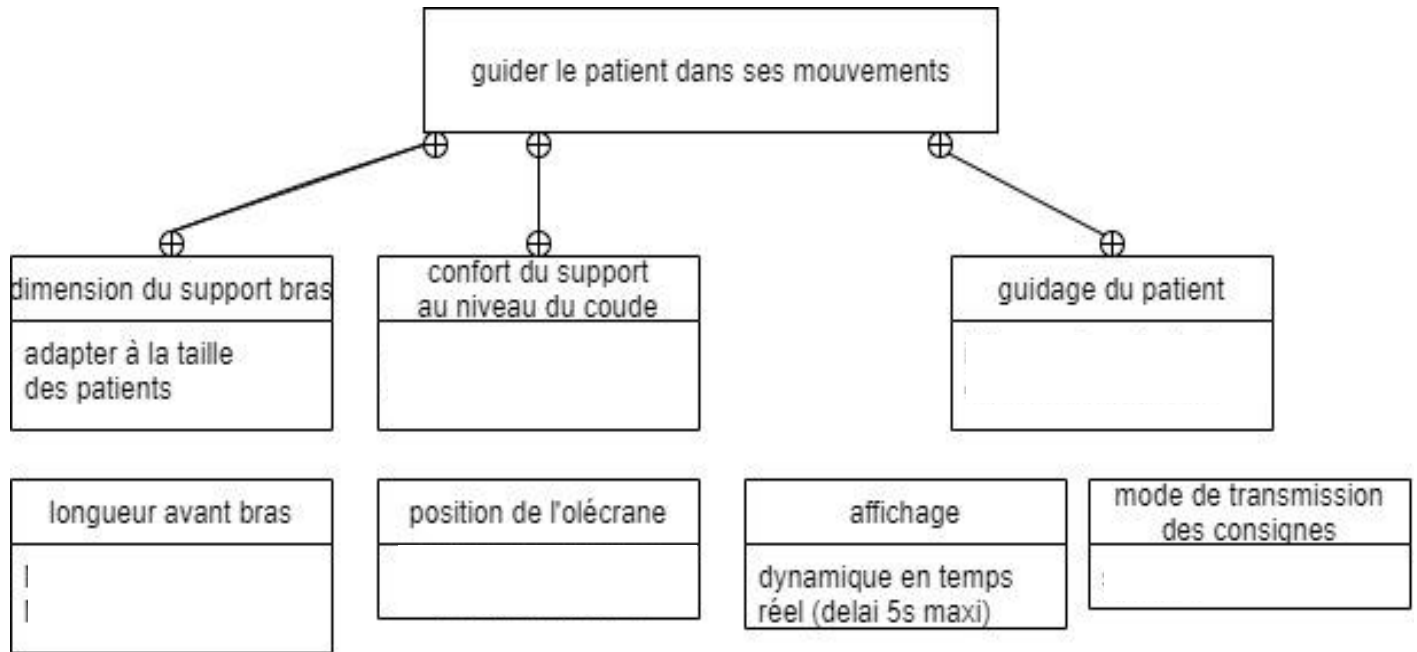 guider le patient dans ses mouvements
dimension du support bras
adapter à la taille
des patients
confort du support
au niveau du coude
guidage du patient
longueur avant bras
position de l'olécrane
affichage
dynamique en temps
réel (delai 5s maxi)
mode de transmission
des consignes